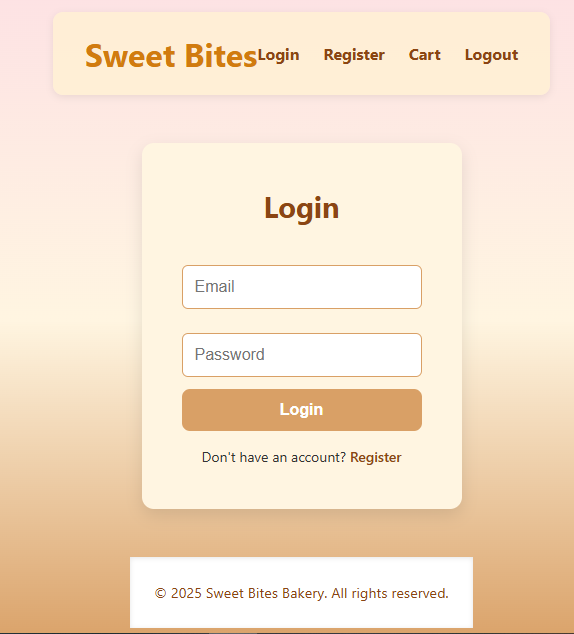 Sweet Bites Login Register Cart Logout
Login
Email
Password
Login
Don't have an account? Register
© 2025 Sweet Bites Bakery. All rights reserved.